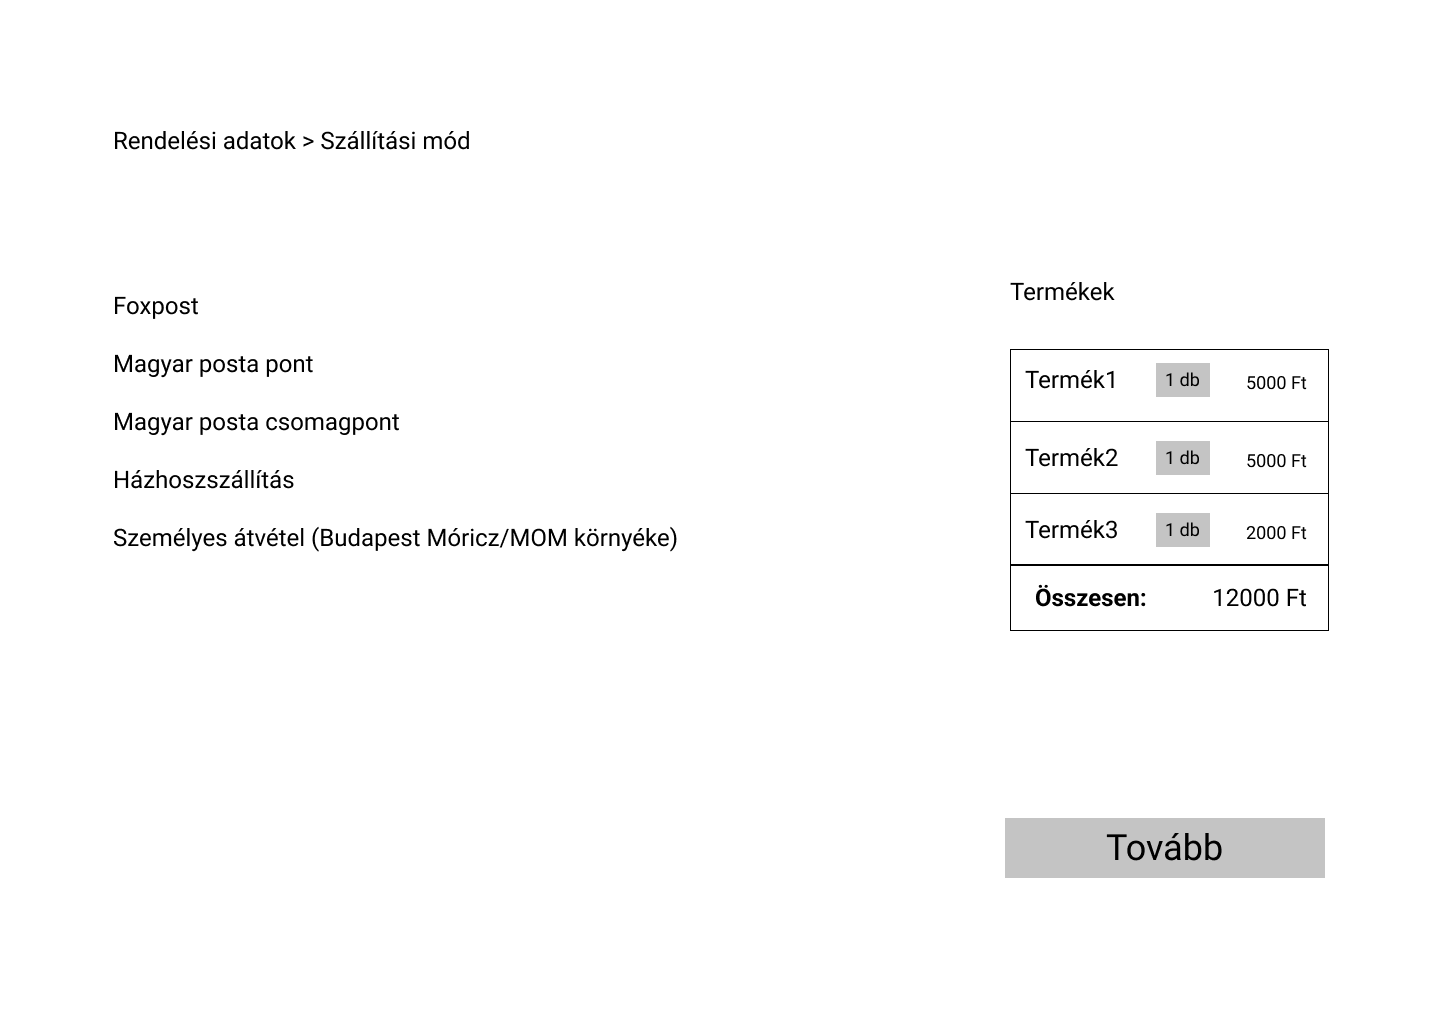 Rendelési adatok > Szállítási mód
Foxpost
Magyar posta pont
Magyar posta csomagpont
Házhoszszállítás
Személyes átvétel (Budapest Móricz/MOM környéke)
Termékek
Termék1 1 db 5000 Ft
Termék2 1 db 5000 Ft
Termék3 1 db 2000 Ft
Összesen: 12000 Ft
Tovább